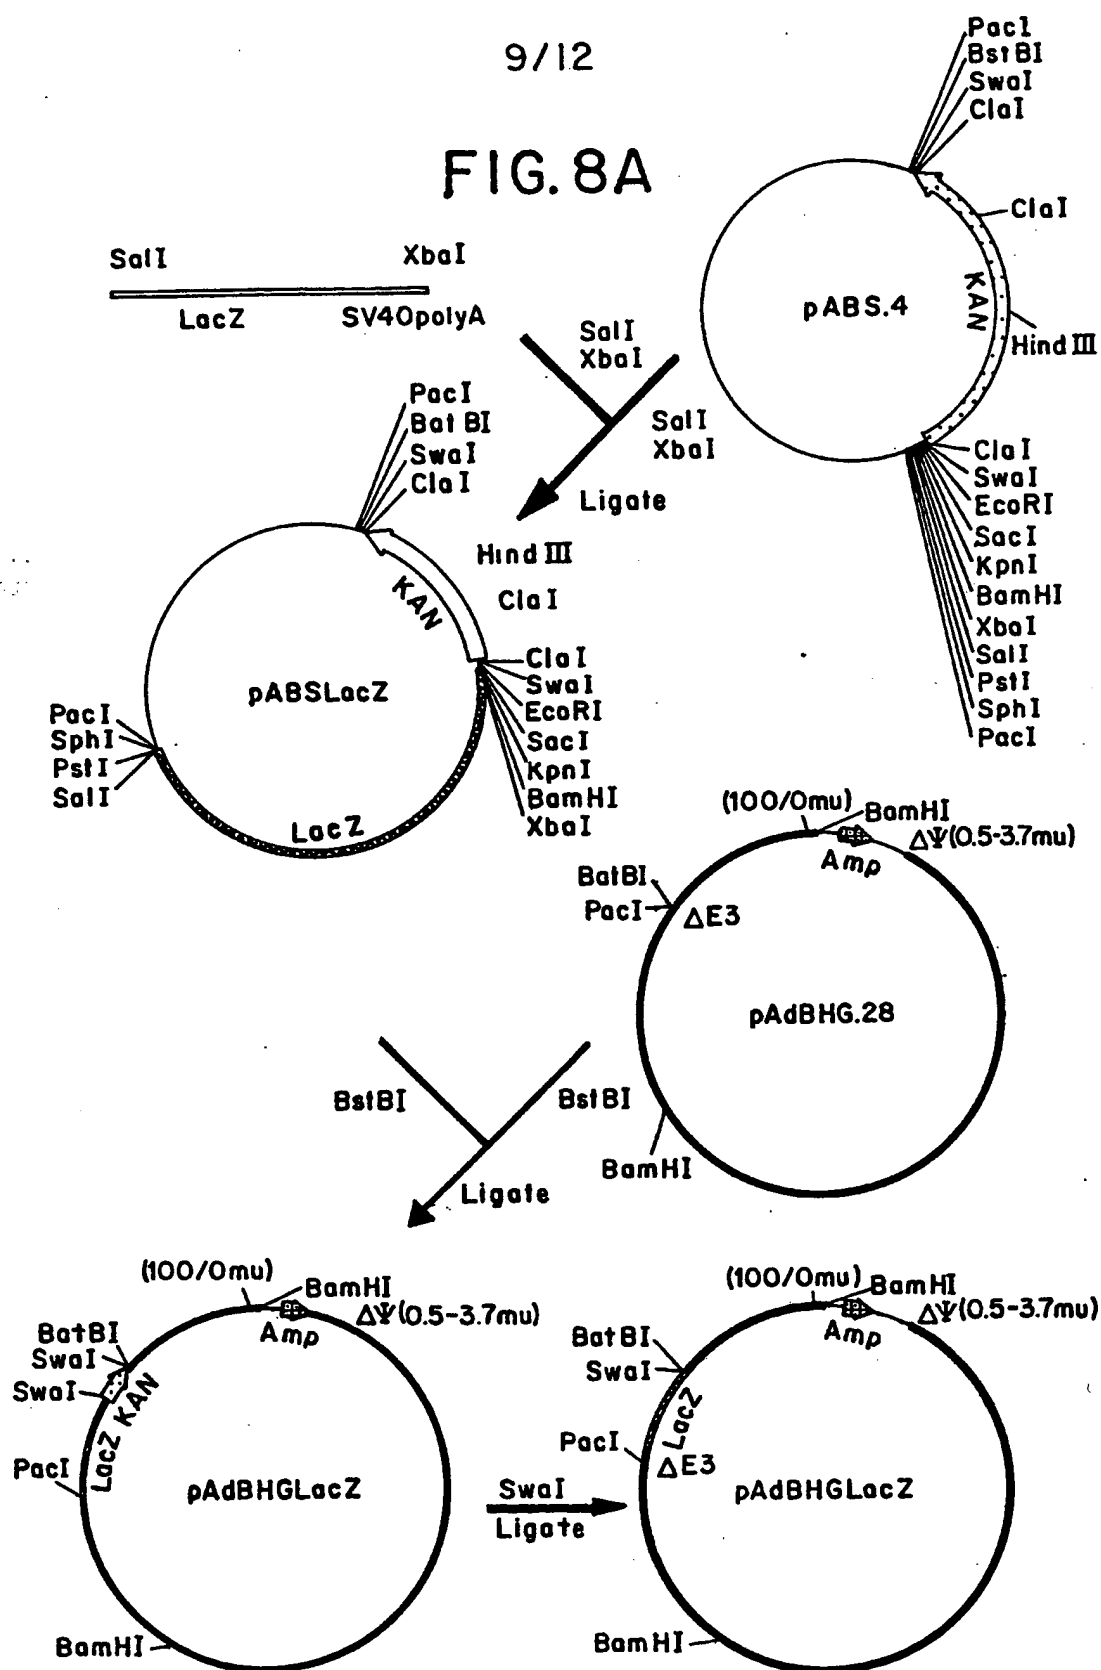 9/12
FIG. 8A
PacI
BstBI
SwaI
ClaI
ClaI
KAN
Hind III
pABS.4
ClaI
SwaI
EcoRI
SacI
KpnI
BamHI
XbaI
SalI
PstI
SphI
PacI
SalI
XbaI
LacZ
SV40polyA
SalI
XbaI
SalI
XbaI
Ligate
PacI
BatBI
SwaI
ClaI
Hind III
KAN
ClaI
pABSLacZ
ClaI
SwaI
EcoRI
SacI
KpnI
BamHI
XbaI
PacI
SphI
PstI
SalI
LacZ
(100/0mu)
BamHI
Amp
ΔΨ(0.5-3.7mu)
BatBI
PacI
ΔE3
pAdBHG.28
BamHI
BstBI
BstBI
Ligate
(100/0mu)
BamHI
Amp
ΔΨ(0.5-3.7mu)
BatBI
SwaI
SwaI
KAN
LacZ
PacI
pAdBHGLacZ
BamHI
SwaI
Ligate
(100/0mu)
BamHI
Amp
ΔΨ(0.5-3.7mu)
BatBI
SwaI
LacZ
PacI
ΔE3
pAdBHGLacZ
BamHI